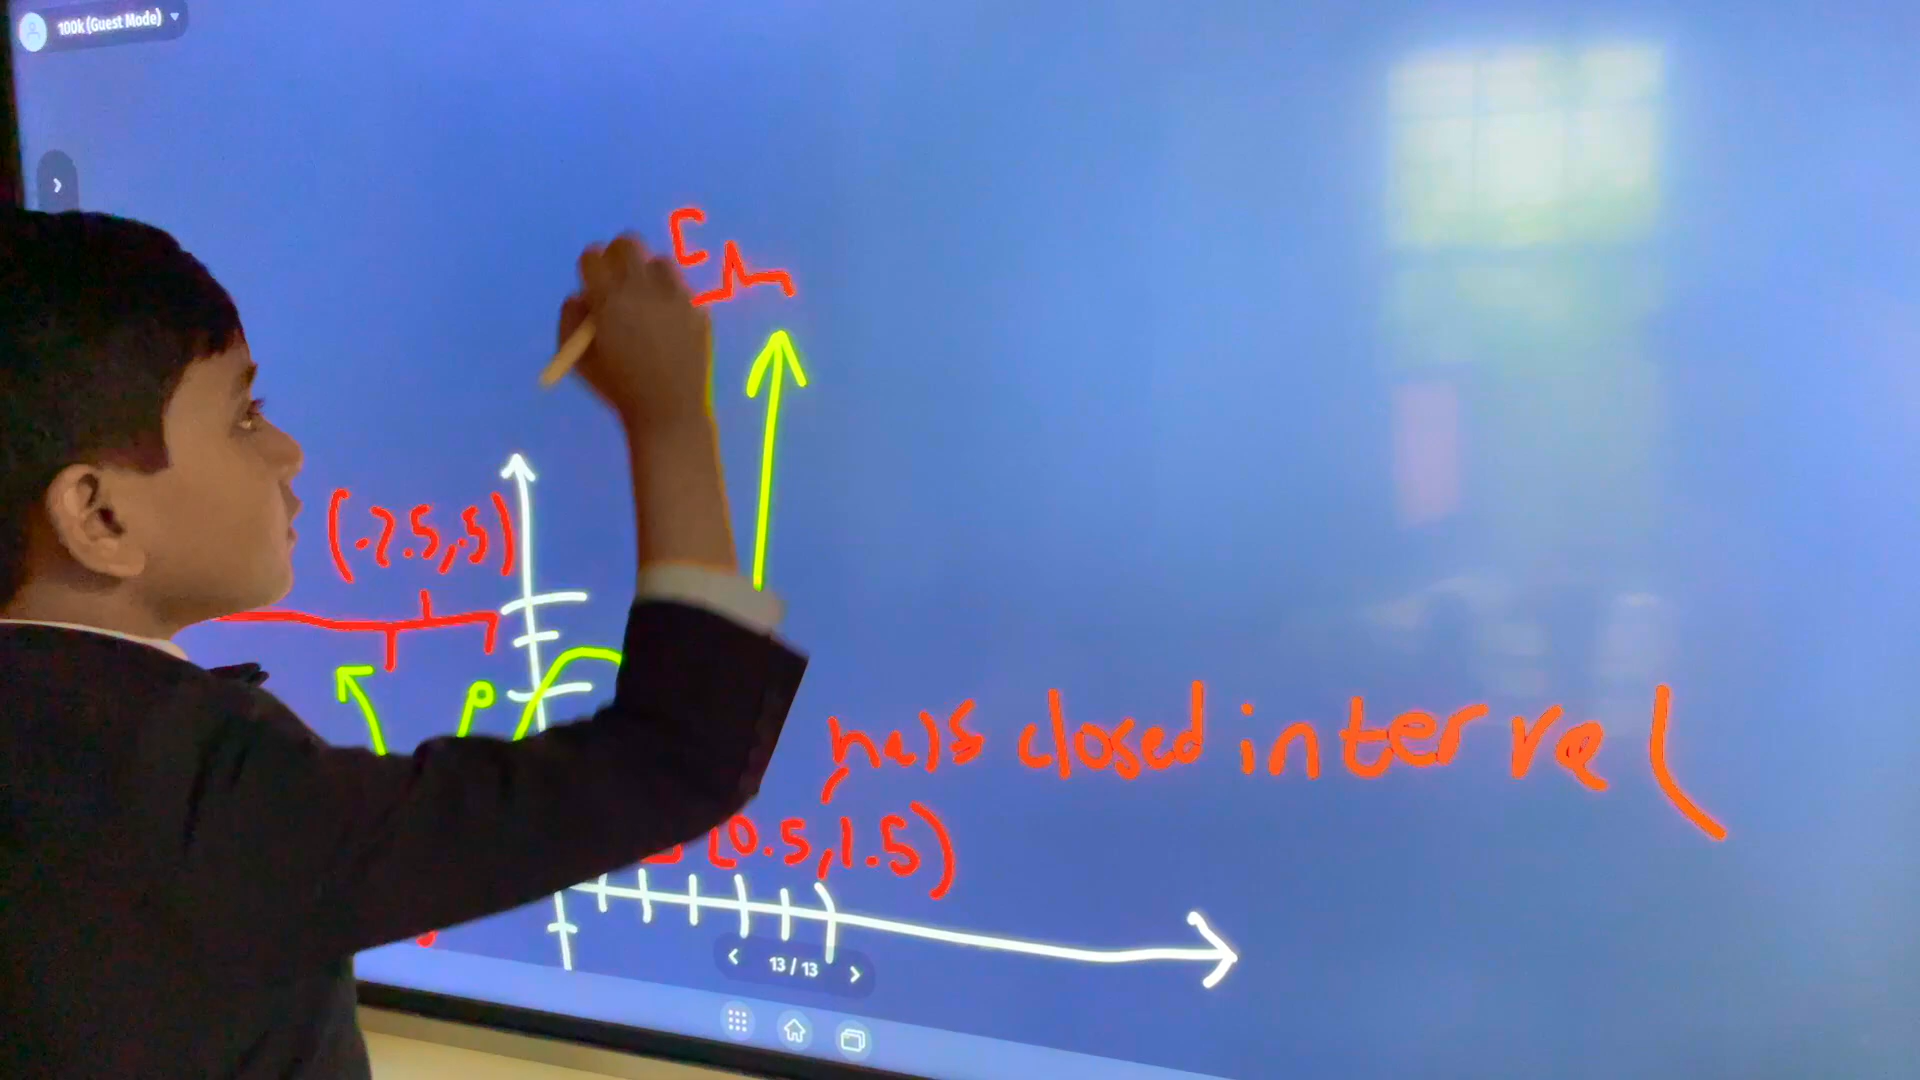 100k (Guest Mode)
[
(-2.5,.5)
has closed interval
[0.5,1.5)
13 / 13